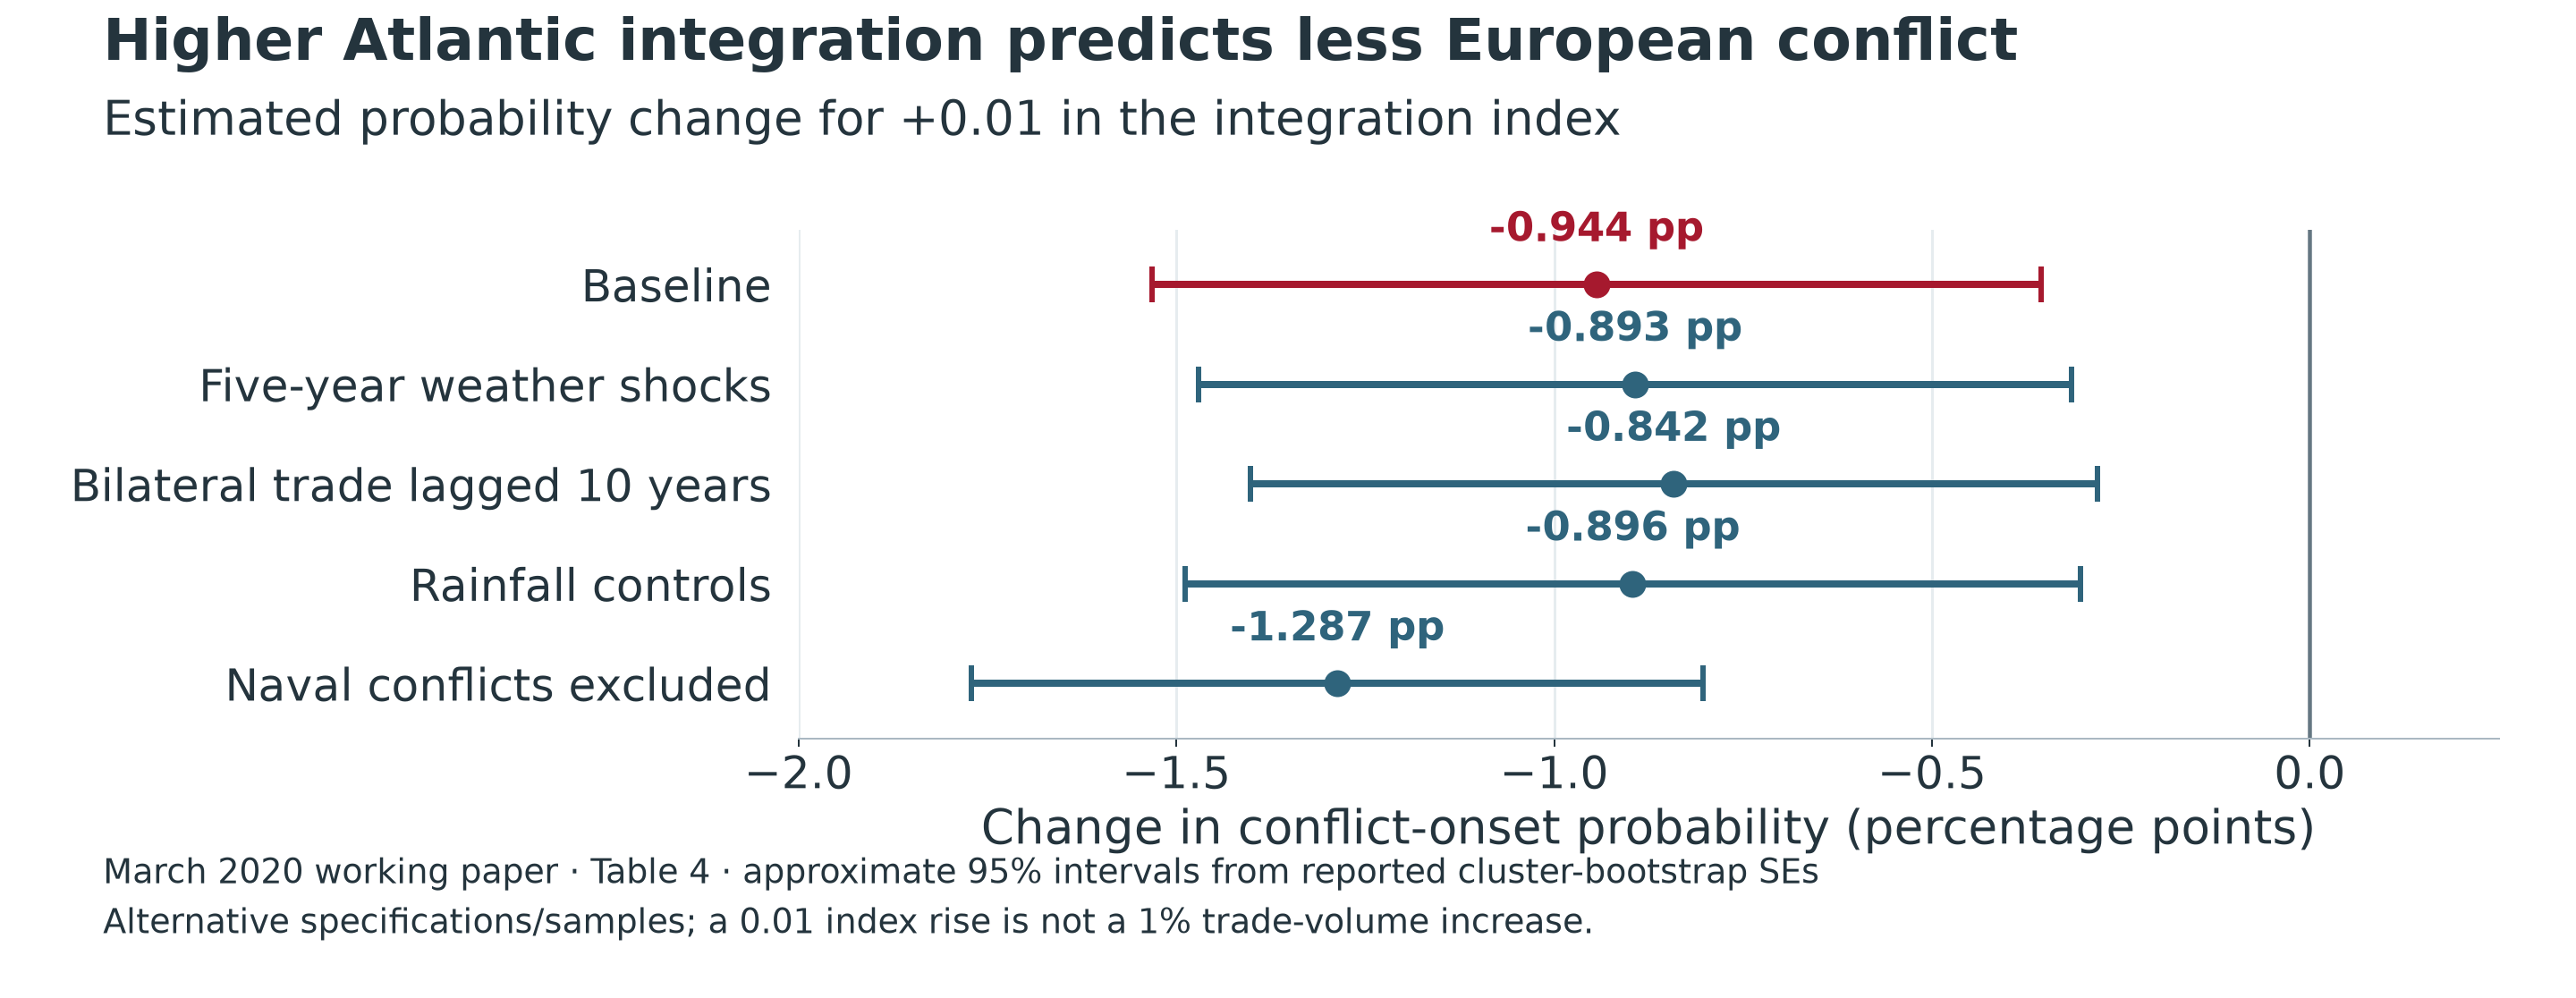 Higher Atlantic integration predicts less European conflict
Estimated probability change for +0.01 in the integration index
-0.944 pp
Baseline
-0.893 pp
Five-year weather shocks
-0.842 pp
Bilateral trade lagged 10 years
-0.896 pp
Rainfall controls
-1.287 pp
Naval conflicts excluded
−2.0 −1.5 −1.0 −0.5 0.0
Change in conflict-onset probability (percentage points)
March 2020 working paper · Table 4 · approximate 95% intervals from reported cluster-bootstrap SEs
Alternative specifications/samples; a 0.01 index rise is not a 1% trade-volume increase.